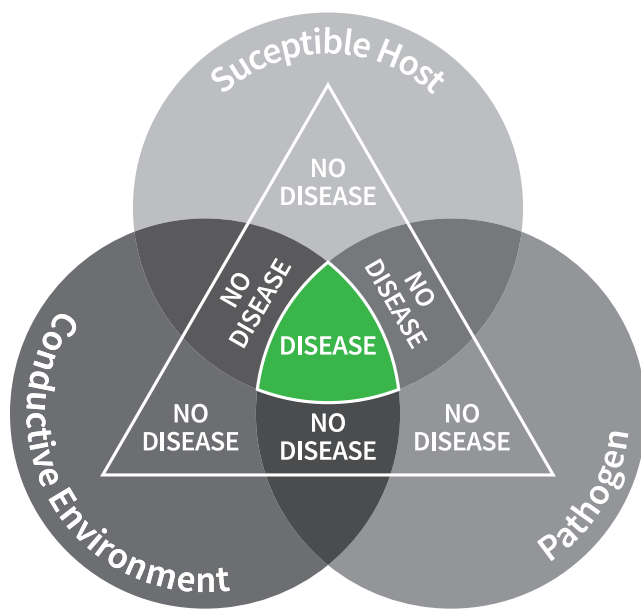 Suceptible Host
NO
DISEASE
NO
DISEASE
NO
DISEASE
DISEASE
NO
DISEASE
NO
DISEASE
NO
DISEASE
Conductive Environment
Pathogen